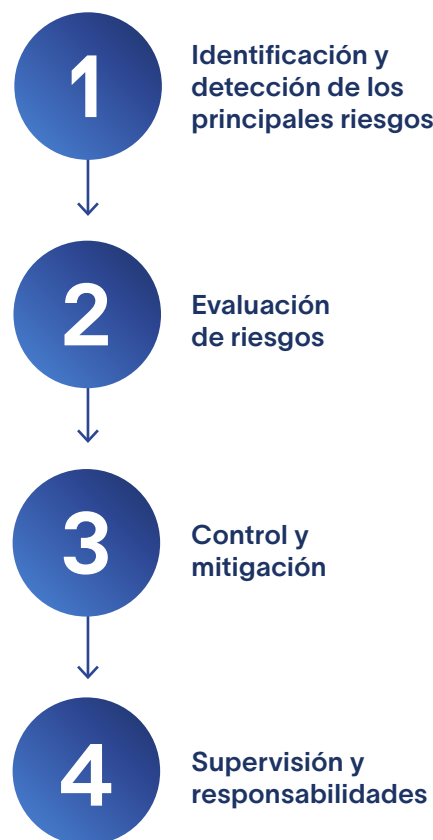 1
Identificación y
detección de los
principales riesgos
2
Evaluación
de riesgos
3
Control y
mitigación
4
Supervisión y
responsabilidades